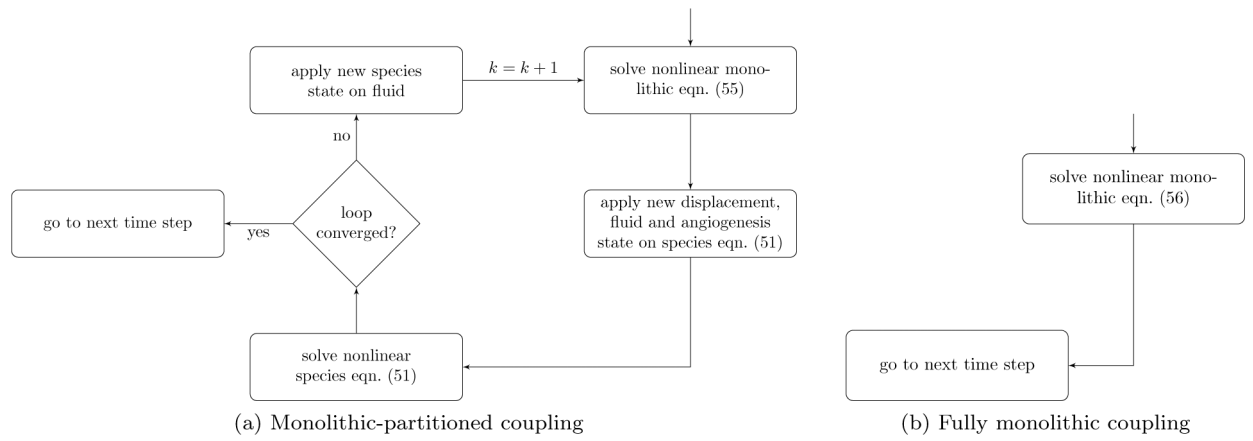 apply new species
state on fluid
k = k + 1
solve nonlinear mono-
lithic eqn. (55)
no
go to next time step
yes
loop
converged?
apply new displacement,
fluid and angiogenesis
state on species eqn. (51)
solve nonlinear
species eqn. (51)
(a) Monolithic-partitioned coupling
solve nonlinear mono-
lithic eqn. (56)
go to next time step
(b) Fully monolithic coupling